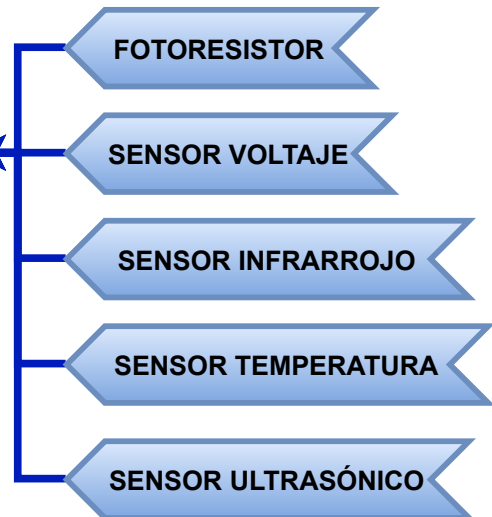 FOTORESISTOR
SENSOR VOLTAJE
SENSOR INFRARROJO
SENSOR TEMPERATURA
SENSOR ULTRASÓNICO